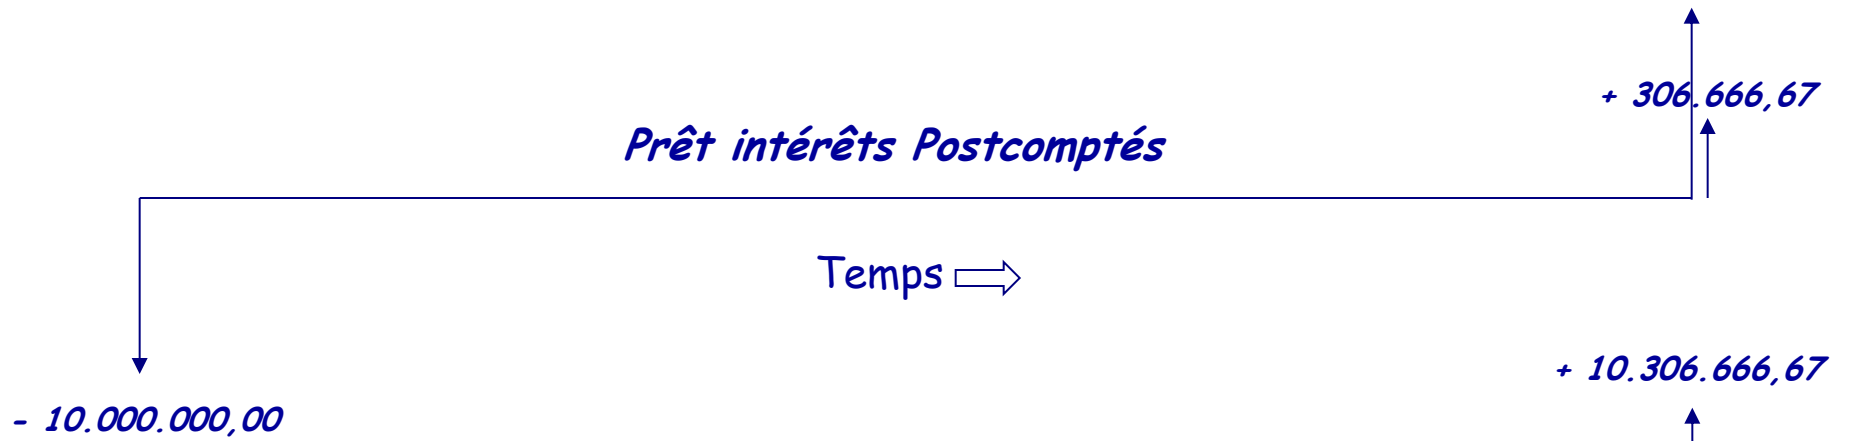 + 306.666,67
Prêt intérêts Postcomptés
Temps
+ 10.306.666,67
- 10.000.000,00